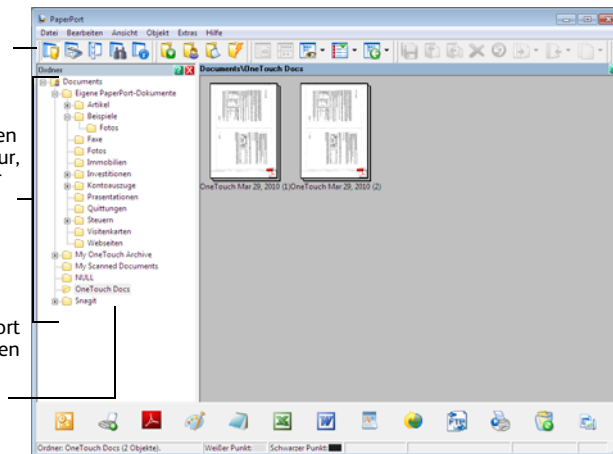 PaperPort
Datei Bearbeiten Ansicht Objekt Extras Hilfe
Ordner
Documents\OneTouch Docs
Documents
Eigene PaperPort-Dokumente
Artikel
Beispiele
Fotos
Faxe
Fotos
Immobilien
Investitionen
Kontoauszuge
Prasentationen
Quittungen
Steuern
Visitenkarten
Webseiten
My OneTouch Archive
My Scanned Documents
NULL
OneTouch Docs
Snagit
OneTouch Mar 29, 2010 (1)
OneTouch Mar 29, 2010 (2)
en
ur,
ort
en
FTP
Ordner: OneTouch Docs (2 Objekte).
Weißer Punkt:
Schwarzer Punkt: